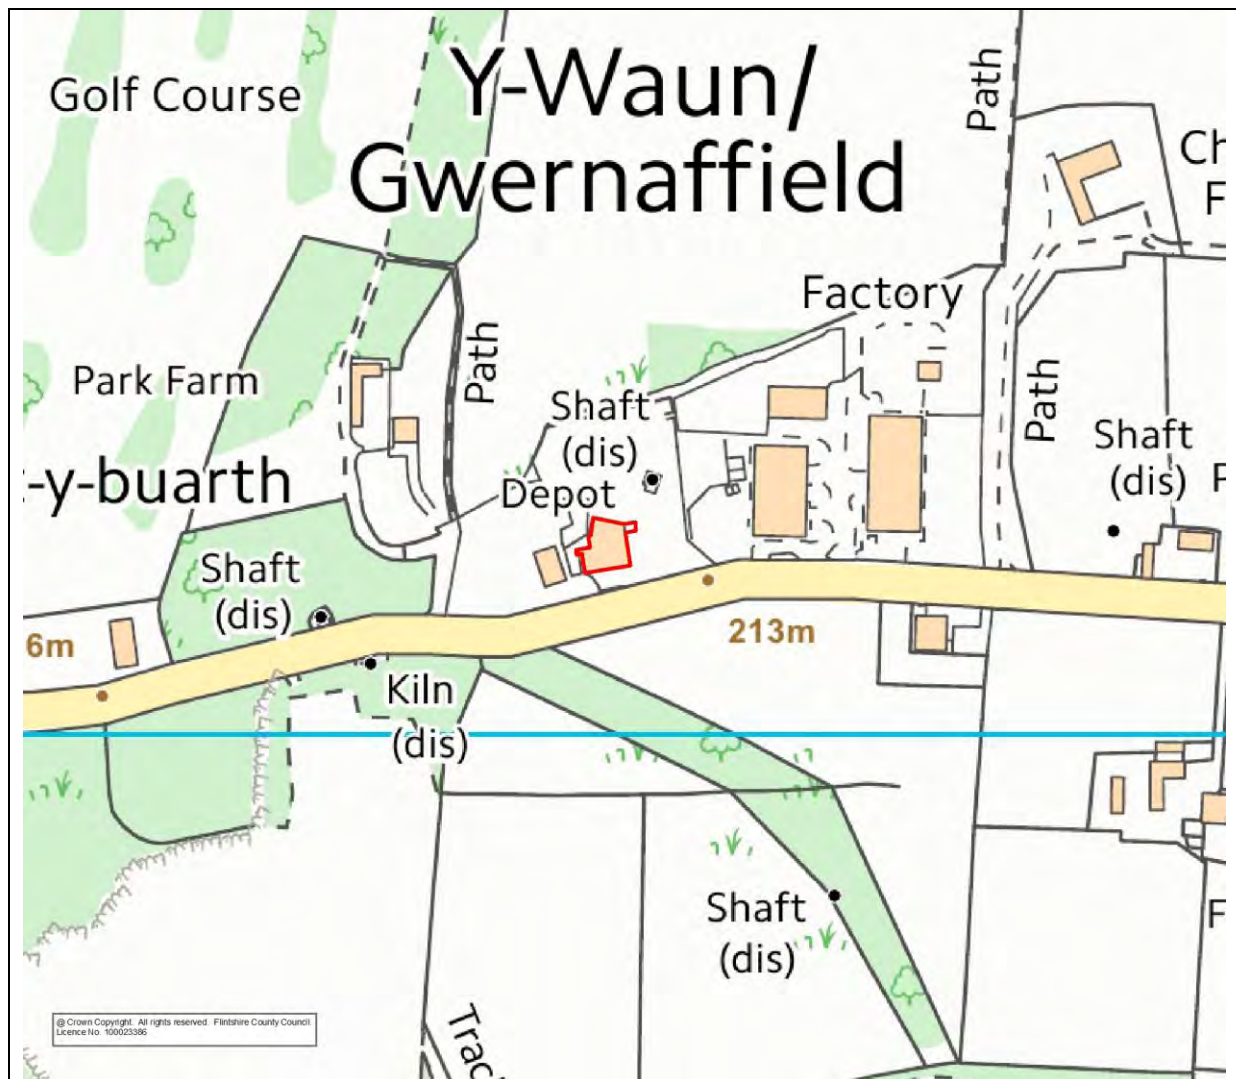 Golf Course
Y-Waun/
Gwernaffield
Path
Ch
F
Factory
Park Farm
Path
Shaft
(dis)
Path
Shaft
(dis)
-y-buarth
Depot
Shaft
(dis)
6m
213m
Kiln
(dis)
Shaft
(dis)
F
@ Crown Copyright. All rights reserved. Flintshire County Council.
Licence No. 100023386
Trac